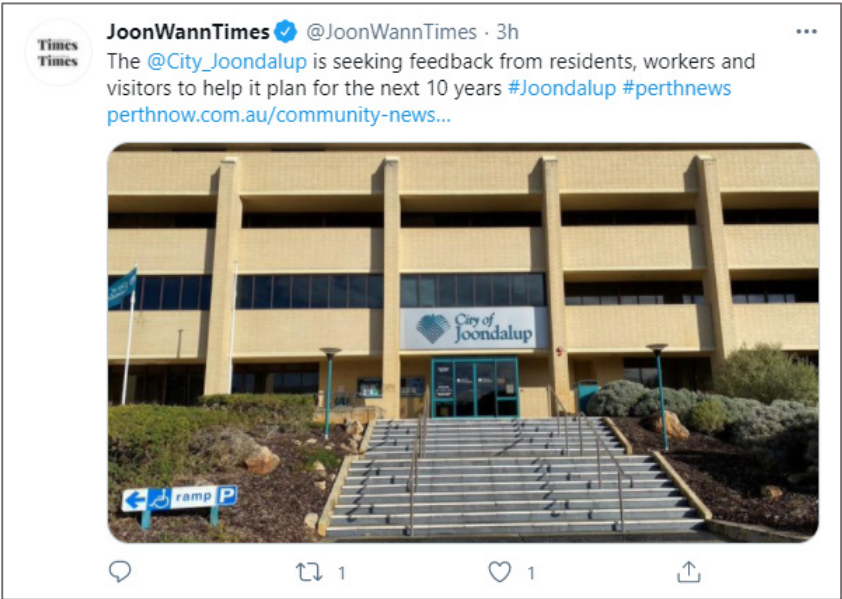 Times
Times
JoonWannTimes @JoonWannTimes · 3h
The @City_Joondalup is seeking feedback from residents, workers and
visitors to help it plan for the next 10 years #Joondalup #perthnews
perthnow.com.au/community-news...
City of
Joondalup
ramp P
1 1